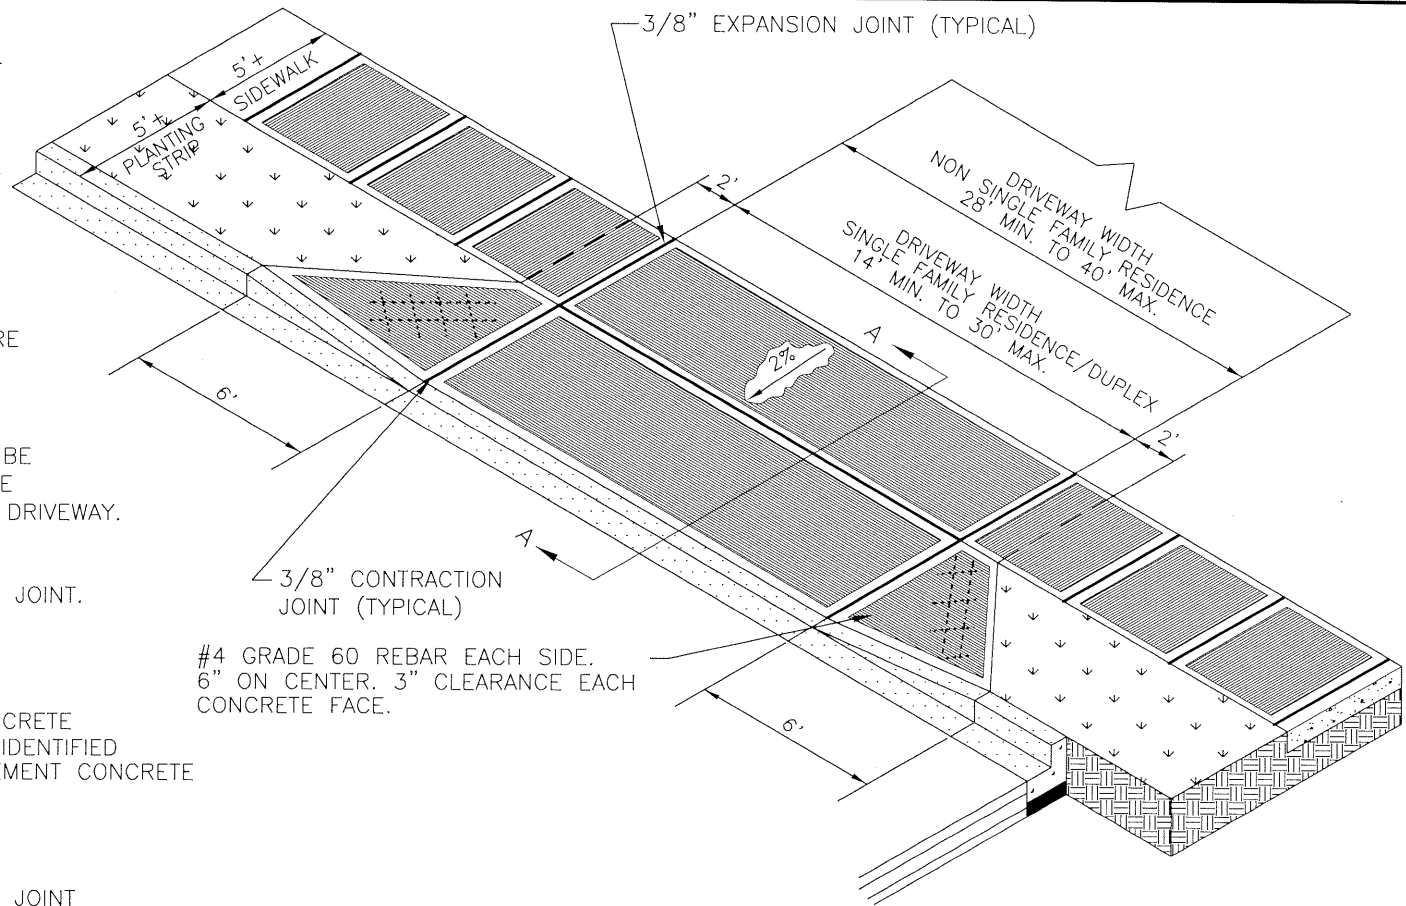 3/8" EXPANSION JOINT (TYPICAL)
5'+
SIDEWALK
5'+
PLANTING
STRIP
2'
DRIVEWAY WIDTH
NON SINGLE FAMILY RESIDENCE
28' MIN. TO 40' MAX.
DRIVEWAY WIDTH
SINGLE FAMILY RESIDENCE/DUPLEX
14' MIN. TO 30' MAX.
RE
A
2%
6'
2'
BE
E
DRIVEWAY.
A
3/8" CONTRACTION
JOINT (TYPICAL)
JOINT.
#4 GRADE 60 REBAR EACH SIDE.
6" ON CENTER. 3" CLEARANCE EACH
CONCRETE FACE.
6'
CRETE
IDENTIFIED
EMENT CONCRETE
JOINT